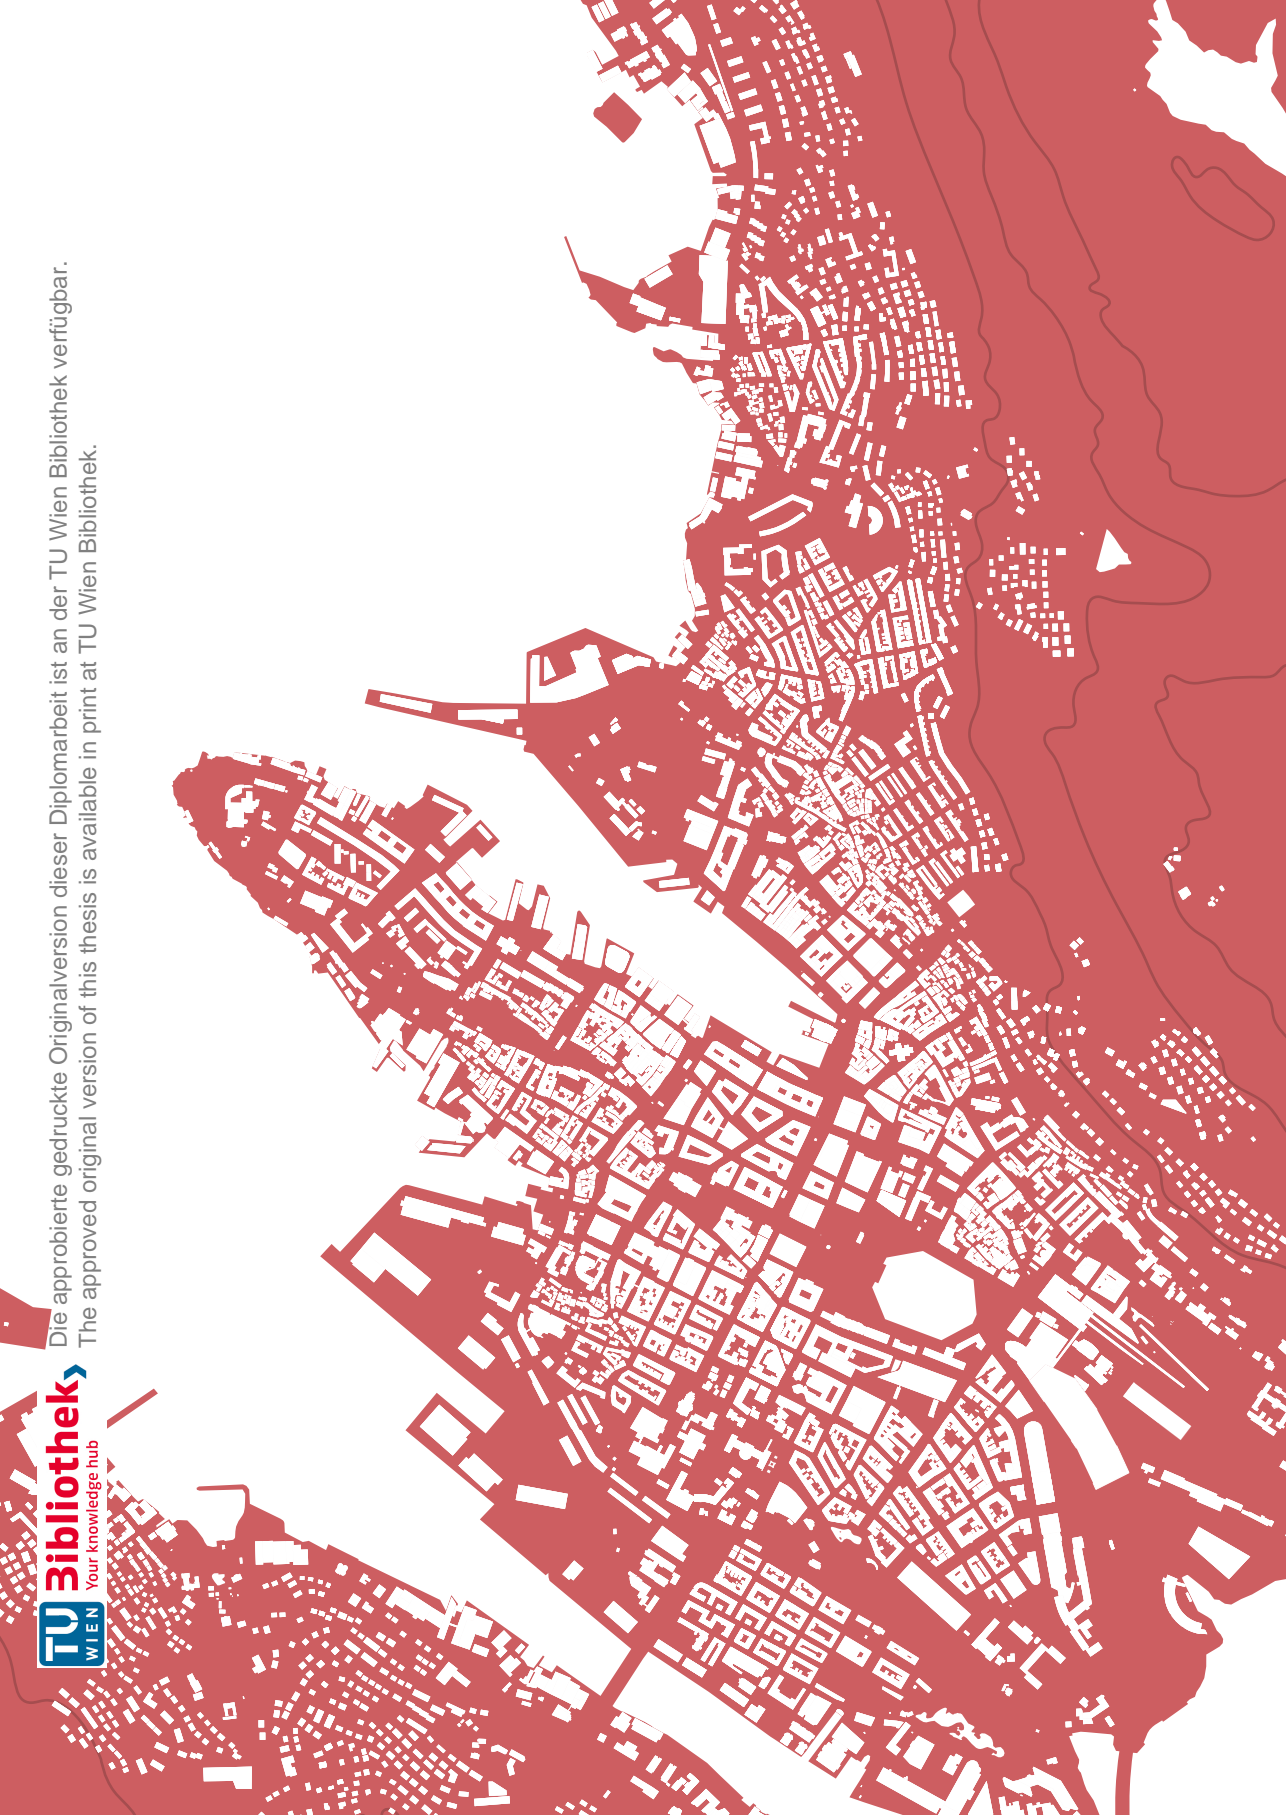 Die approbierte gedruckte Originalversion dieser Diplomarbeit ist an der TU Wien Bibliothek verfügbar.
The approved original version of this thesis is available in print at TU Wien Bibliothek.
TU WIEN
Bibliothek
Your knowledge hub